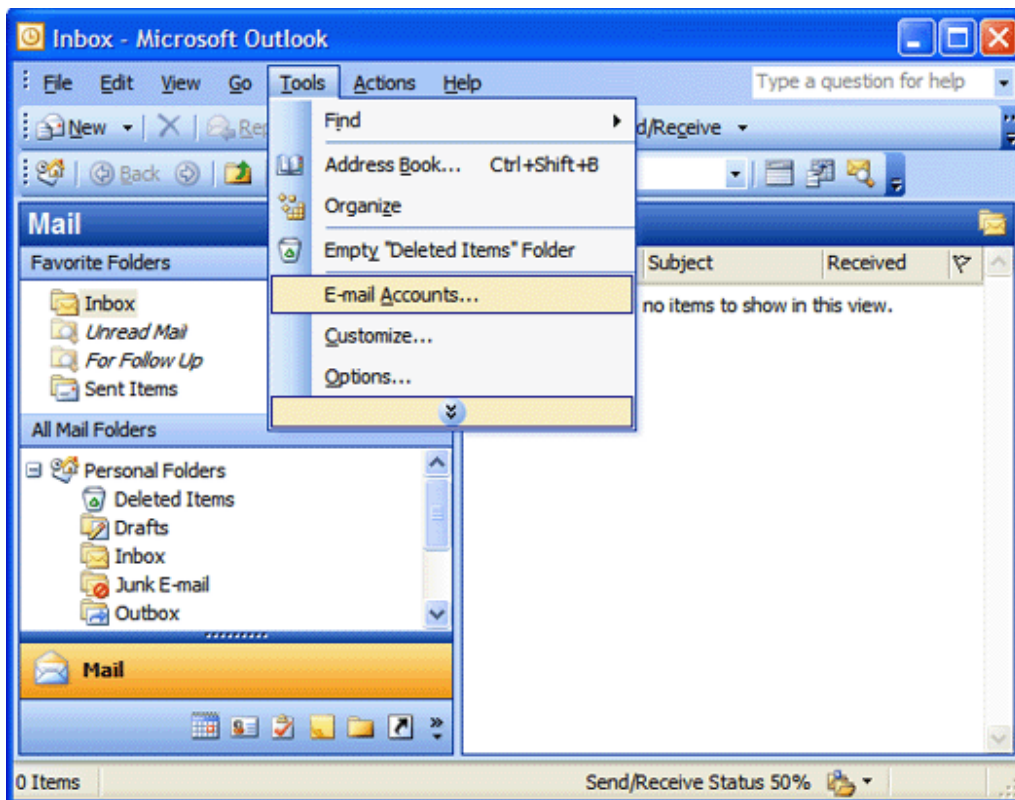 Inbox - Microsoft Outlook
File Edit View Go Tools Actions Help Type a question for help
New d/Receive
Back
Find
Address Book... Ctrl+Shift+B
Organize
Empty "Deleted Items" Folder
E-mail Accounts...
Customize...
Options...
Mail
Favorite Folders
Inbox
Unread Mail
For Follow Up
Sent Items
All Mail Folders
Personal Folders
Deleted Items
Drafts
Inbox
Junk E-mail
Outbox
Mail
Subject Received
no items to show in this view.
0 Items Send/Receive Status 50%